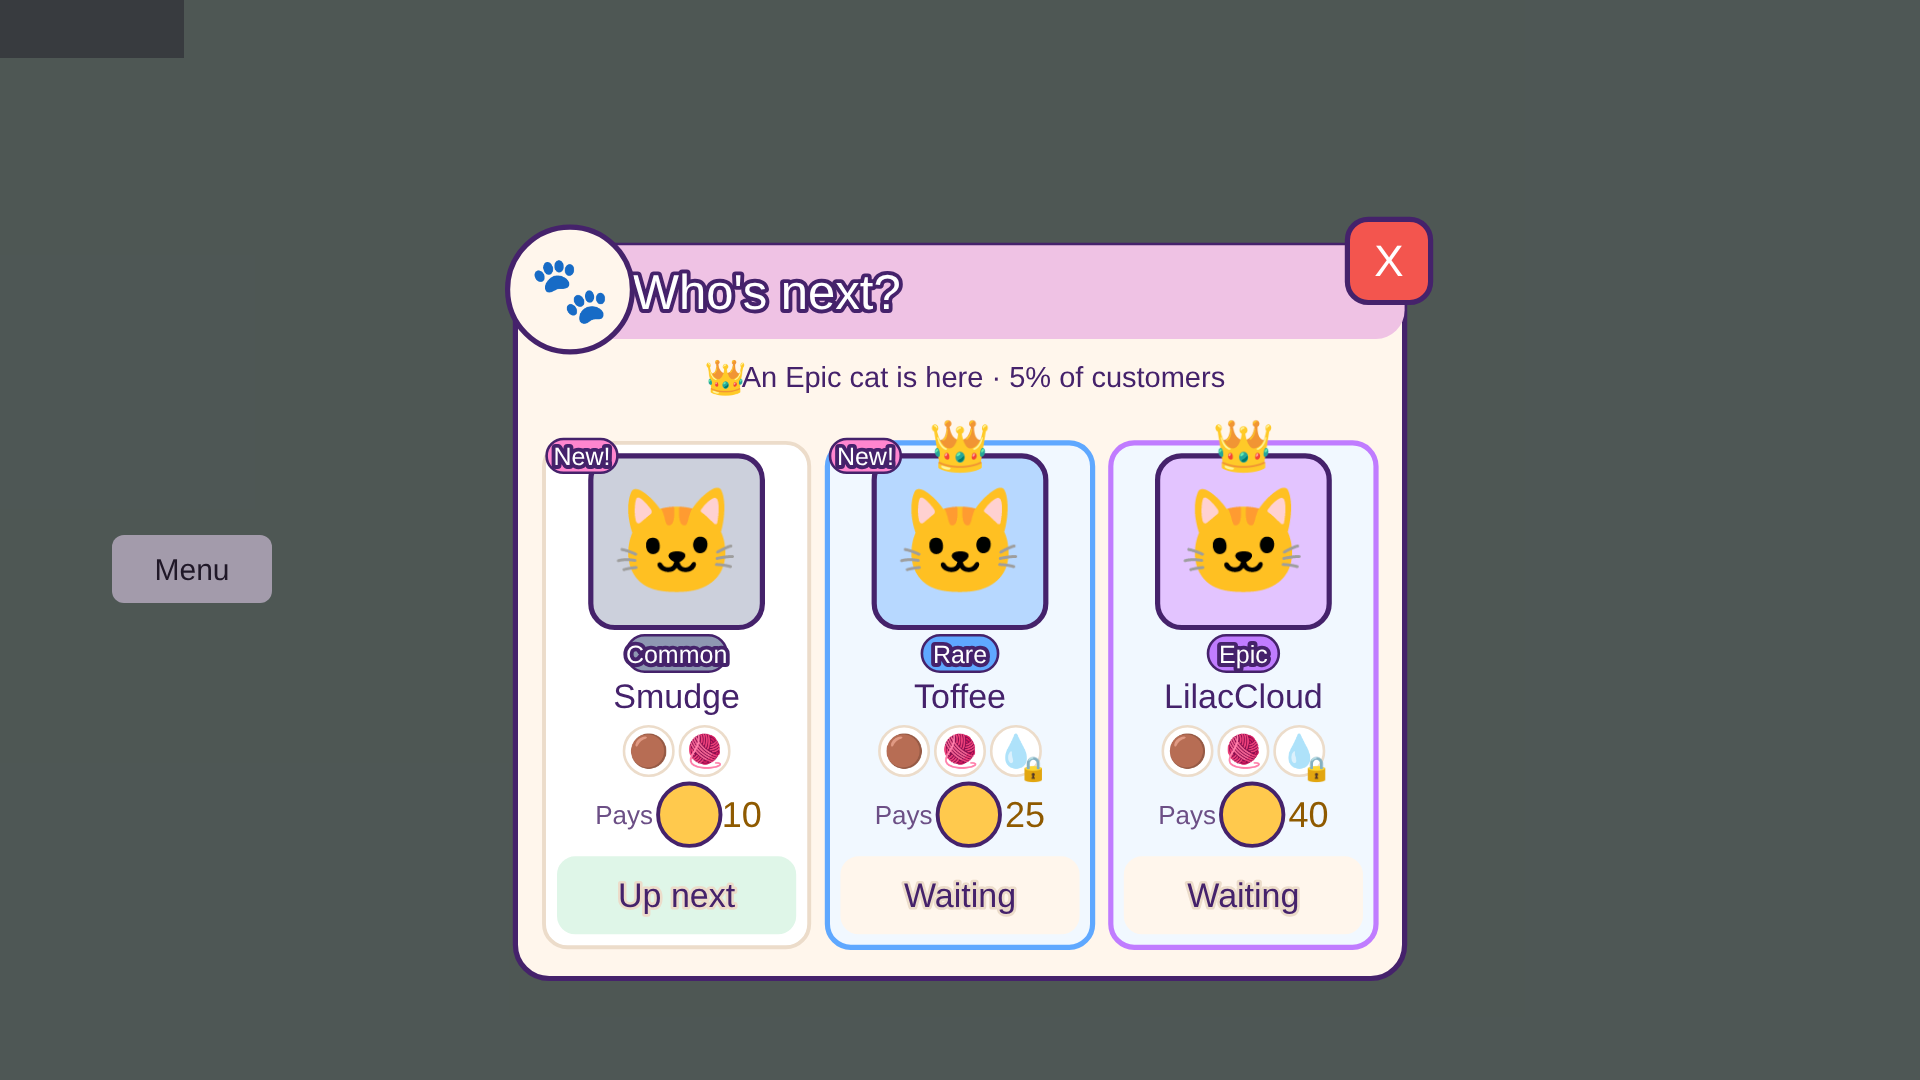 Who's next?
X
An Epic cat is here · 5% of customers
New!
New!
Common
Rare
Epic
Smudge
Toffee
LilacCloud
Pays 10
Pays 25
Pays 40
Up next
Waiting
Waiting
Menu